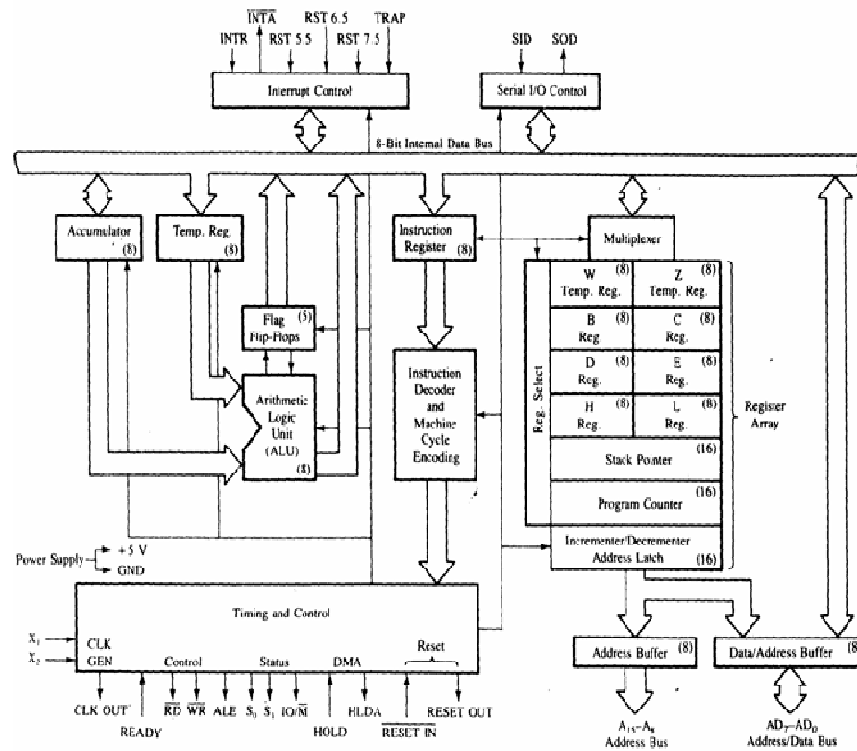 INTA
RST 6.5
TRAP
INTR
RST 5.5
RST 7.5
SID
SOD
Interrupt Control
Serial I/O Control
8-Bit Internal Data Bus
Accumulator
(8)
Temp. Reg.
(8)
Instruction
Register
(8)
Multiplexer
W
(8)
Temp. Reg.
Z
(8)
Temp. Reg.
B
(8)
Reg
C
(8)
Reg.
D
(8)
Reg.
E
(8)
Reg.
H
(8)
Reg.
L
(8)
Reg.
Reg. Select
Register
Array
Stack Pointer
(16)
Program Counter
(16)
Incrementer/Decrementer
Address Latch
(16)
(5)
Flag
Flip-Flops
Arithmetic
Logic
Unit
(ALU)
(8)
Instruction
Decoder
and
Machine
Cycle
Encoding
Power Supply
+5 V
GND
Timing and Control
X₁
X₂
CLK
GEN
Control
Status
DMA
Reset
CLK OUT
READY
RD
WR
ALE
S₀
S₁
IO/M
HOLD
HLDA
RESET IN
RESET OUT
Address Buffer
(8)
Data/Address Buffer
(8
A₁₅–A₈
Address Bus
AD₇–AD₀
Address/Data Bus